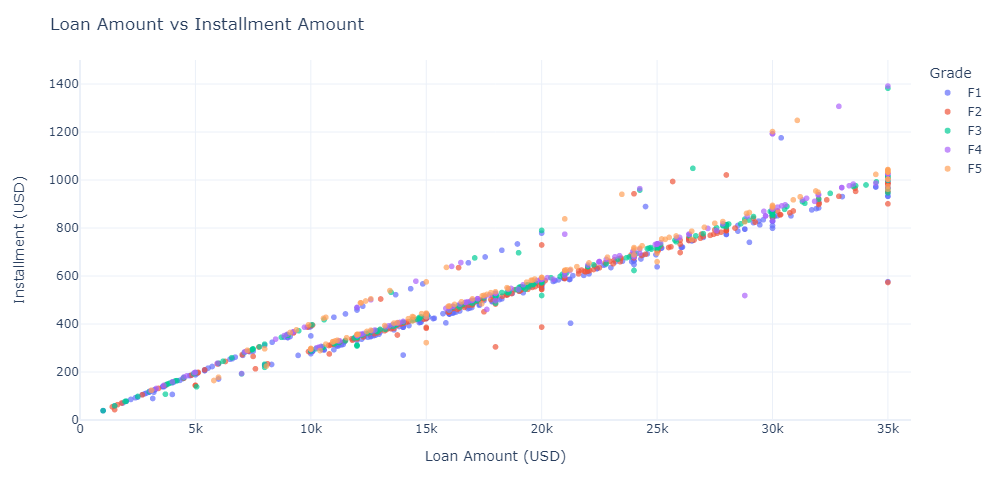 Loan Amount vs Installment Amount
Installment (USD)
1400
1200
1000
800
600
400
200
0
0 5k 10k 15k 20k 25k 30k 35k
Loan Amount (USD)
Grade
F1
F2
F3
F4
F5